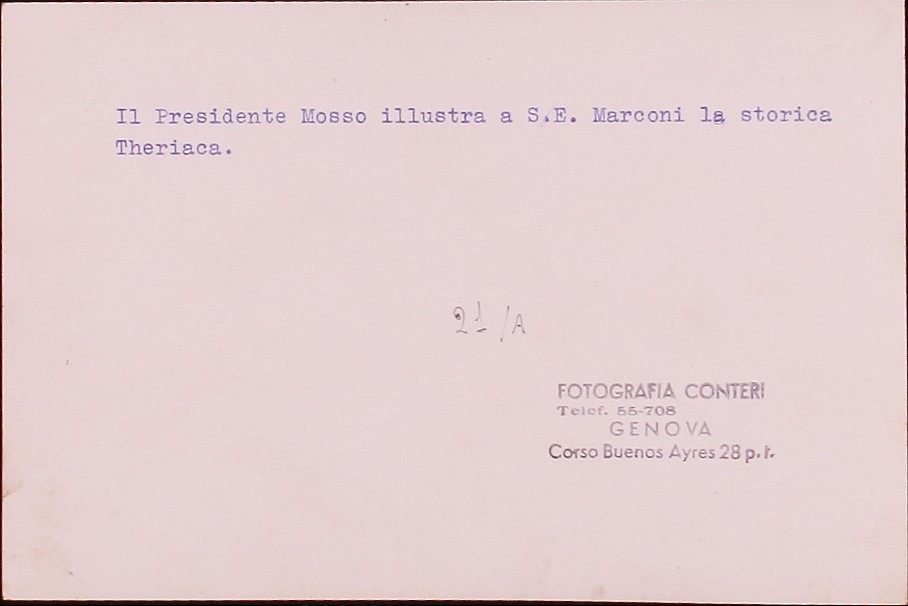 Il Presidente Mosso illustra a S.E. Marconi la storica
Theriaca.
21/A
FOTOGRAFIA CONTERI
Telef. 55-708
GENOVA
Corso Buenos Ayres 28 p. r.